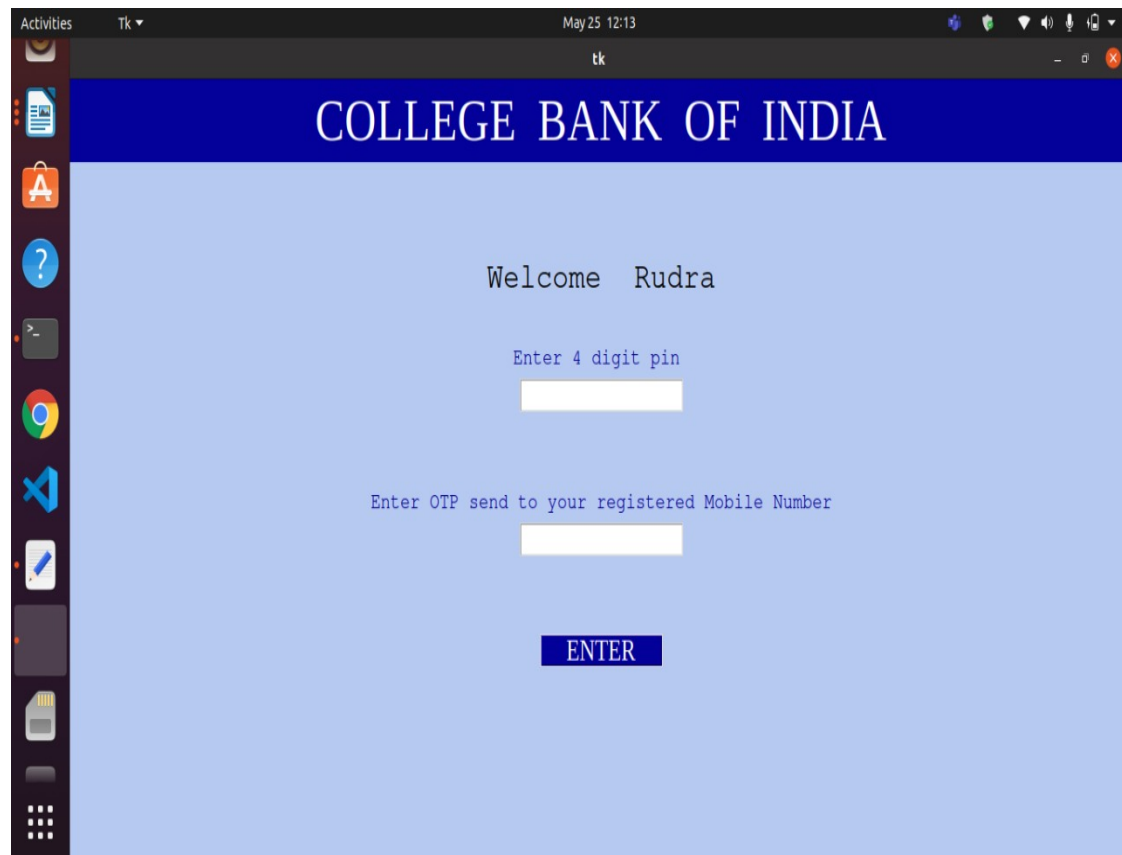 Activities Tk May 25 12:13
tk
COLLEGE BANK OF INDIA
Welcome Rudra
Enter 4 digit pin
Enter OTP send to your registered Mobile Number
ENTER